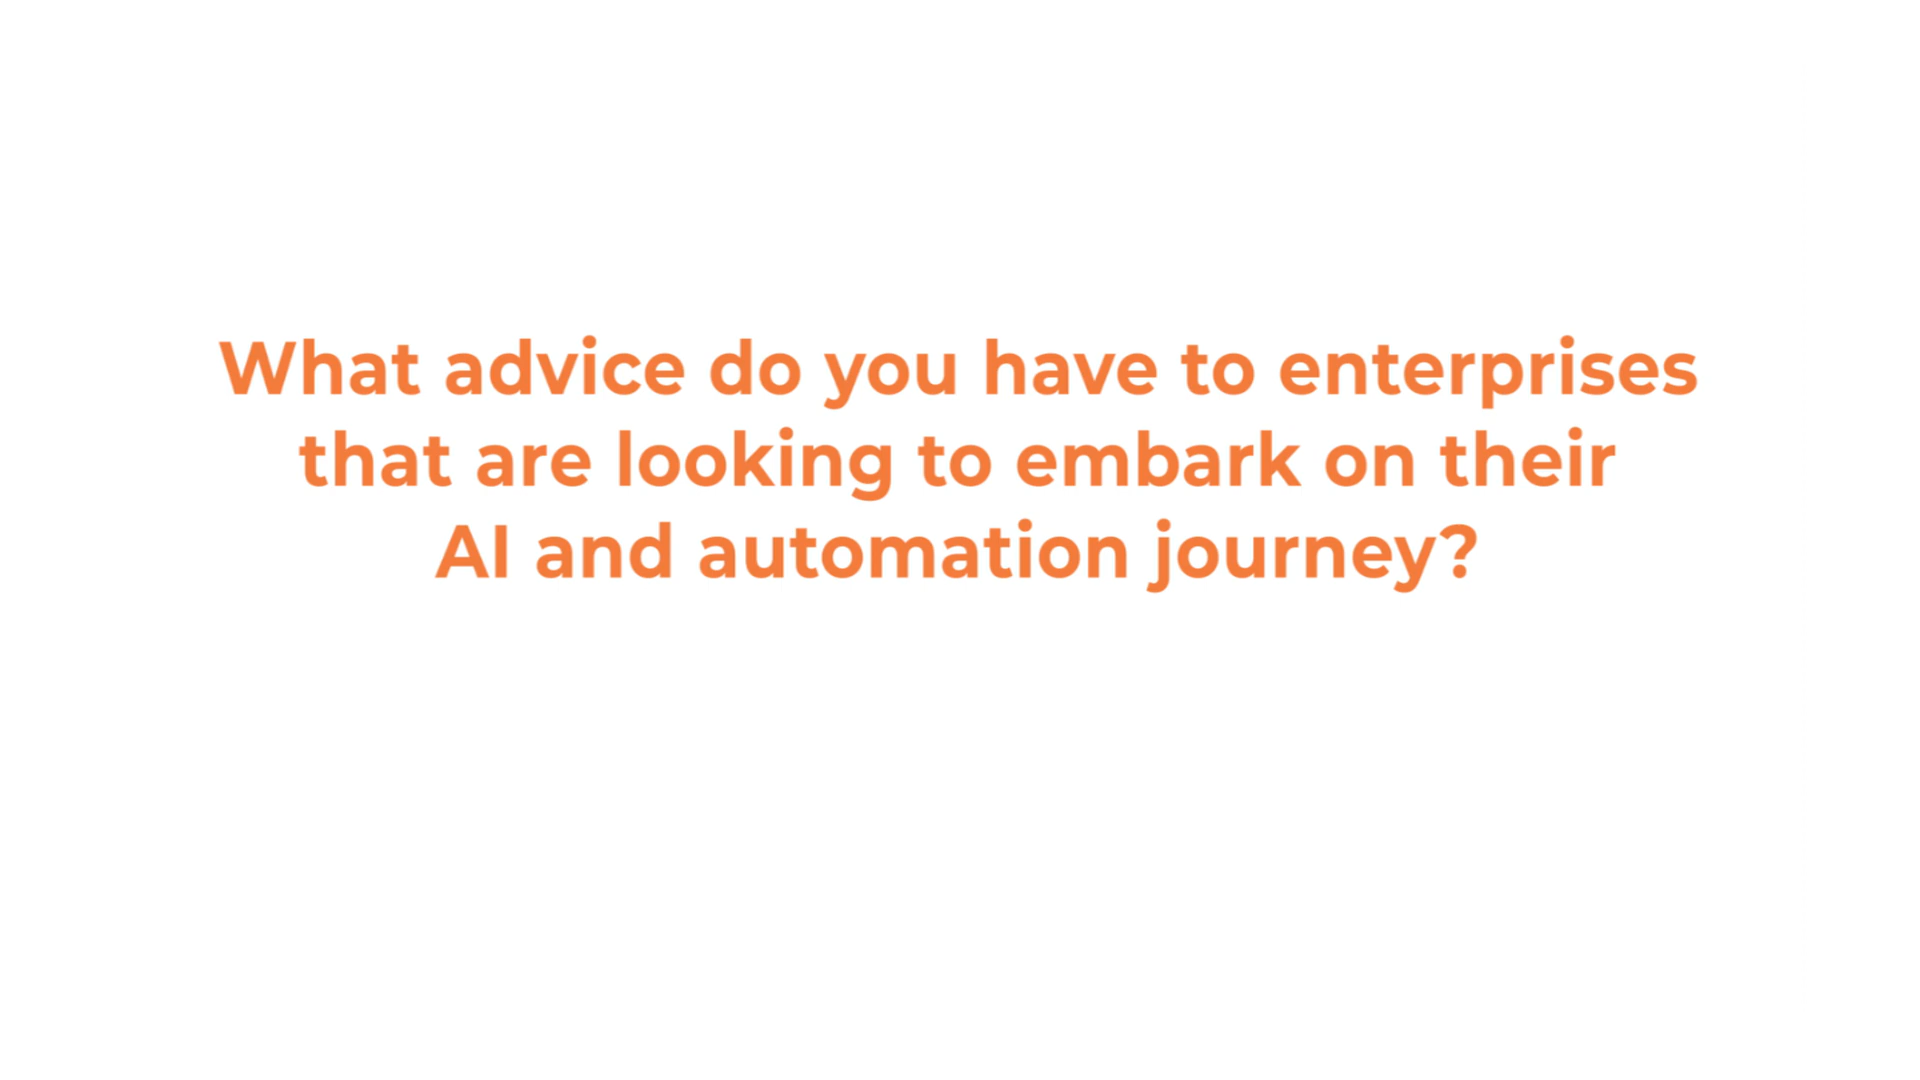 What advice do you have to enterprises
that are looking to embark on their
AI and automation journey?